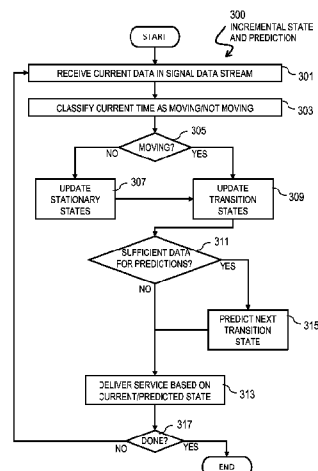 300
INCREMENTAL STATE
AND PREDICTION
START
RECEIVE CURRENT DATA IN SIGNAL DATA STREAM
301
CLASSIFY CURRENT TIME AS MOVING/NOT MOVING
303
305
MOVING?
NO
YES
UPDATE
STATIONARY
STATES
307
UPDATE
TRANSITION
STATES
309
311
SUFFICIENT DATA
FOR PREDICTIONS?
YES
NO
PREDICT NEXT
TRANSITION
STATE
315
DELIVER SERVICE BASED ON
CURRENT/PREDICTED STATE
313
317
DONE?
NO
YES
END